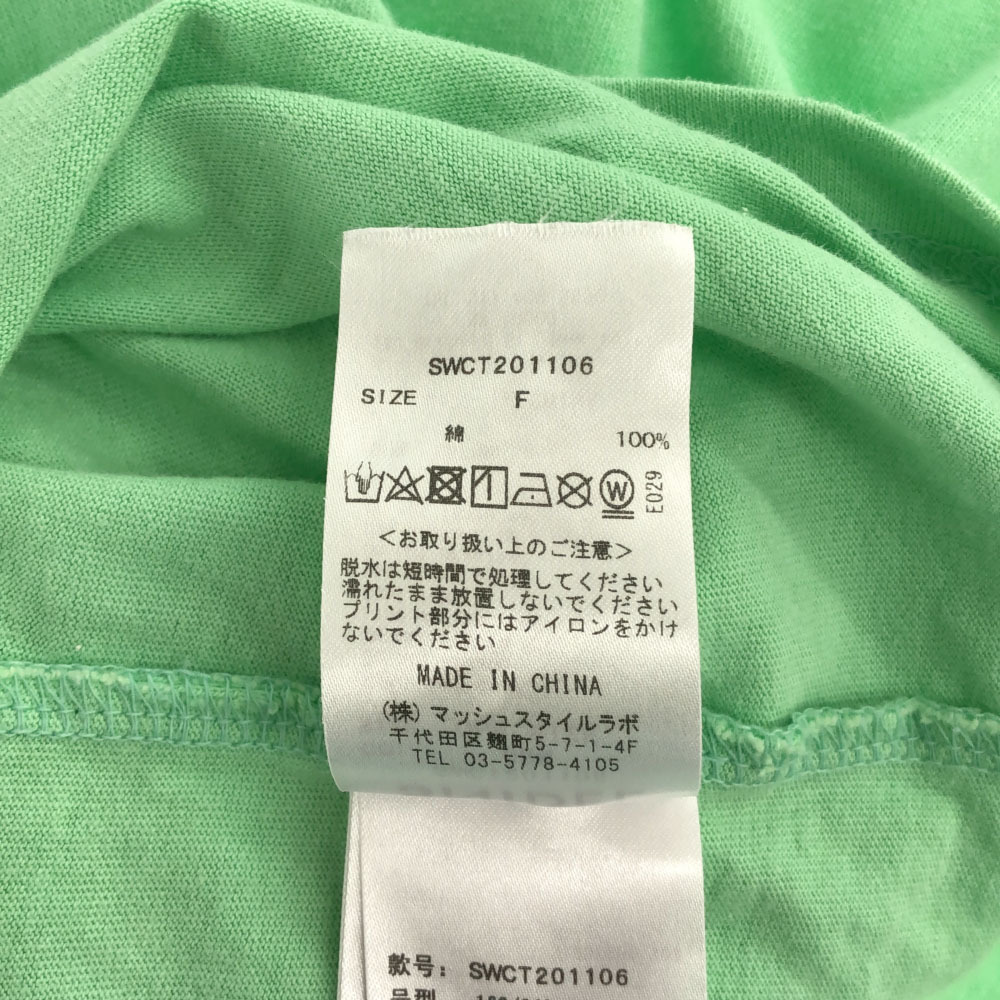 SWCT201106
SIZE F
綿 100%
W E029
＜お取り扱い上のご注意＞
脱水は短時間で処理してください
濡れたまま放置しないでください
プリント部分にはアイロンをかけ
ないでください
MADE IN CHINA
(株)マッシュスタイルラボ
千代田区麹町5-7-1-4F
TEL 03-5778-4105
款号: SWCT201106
号型